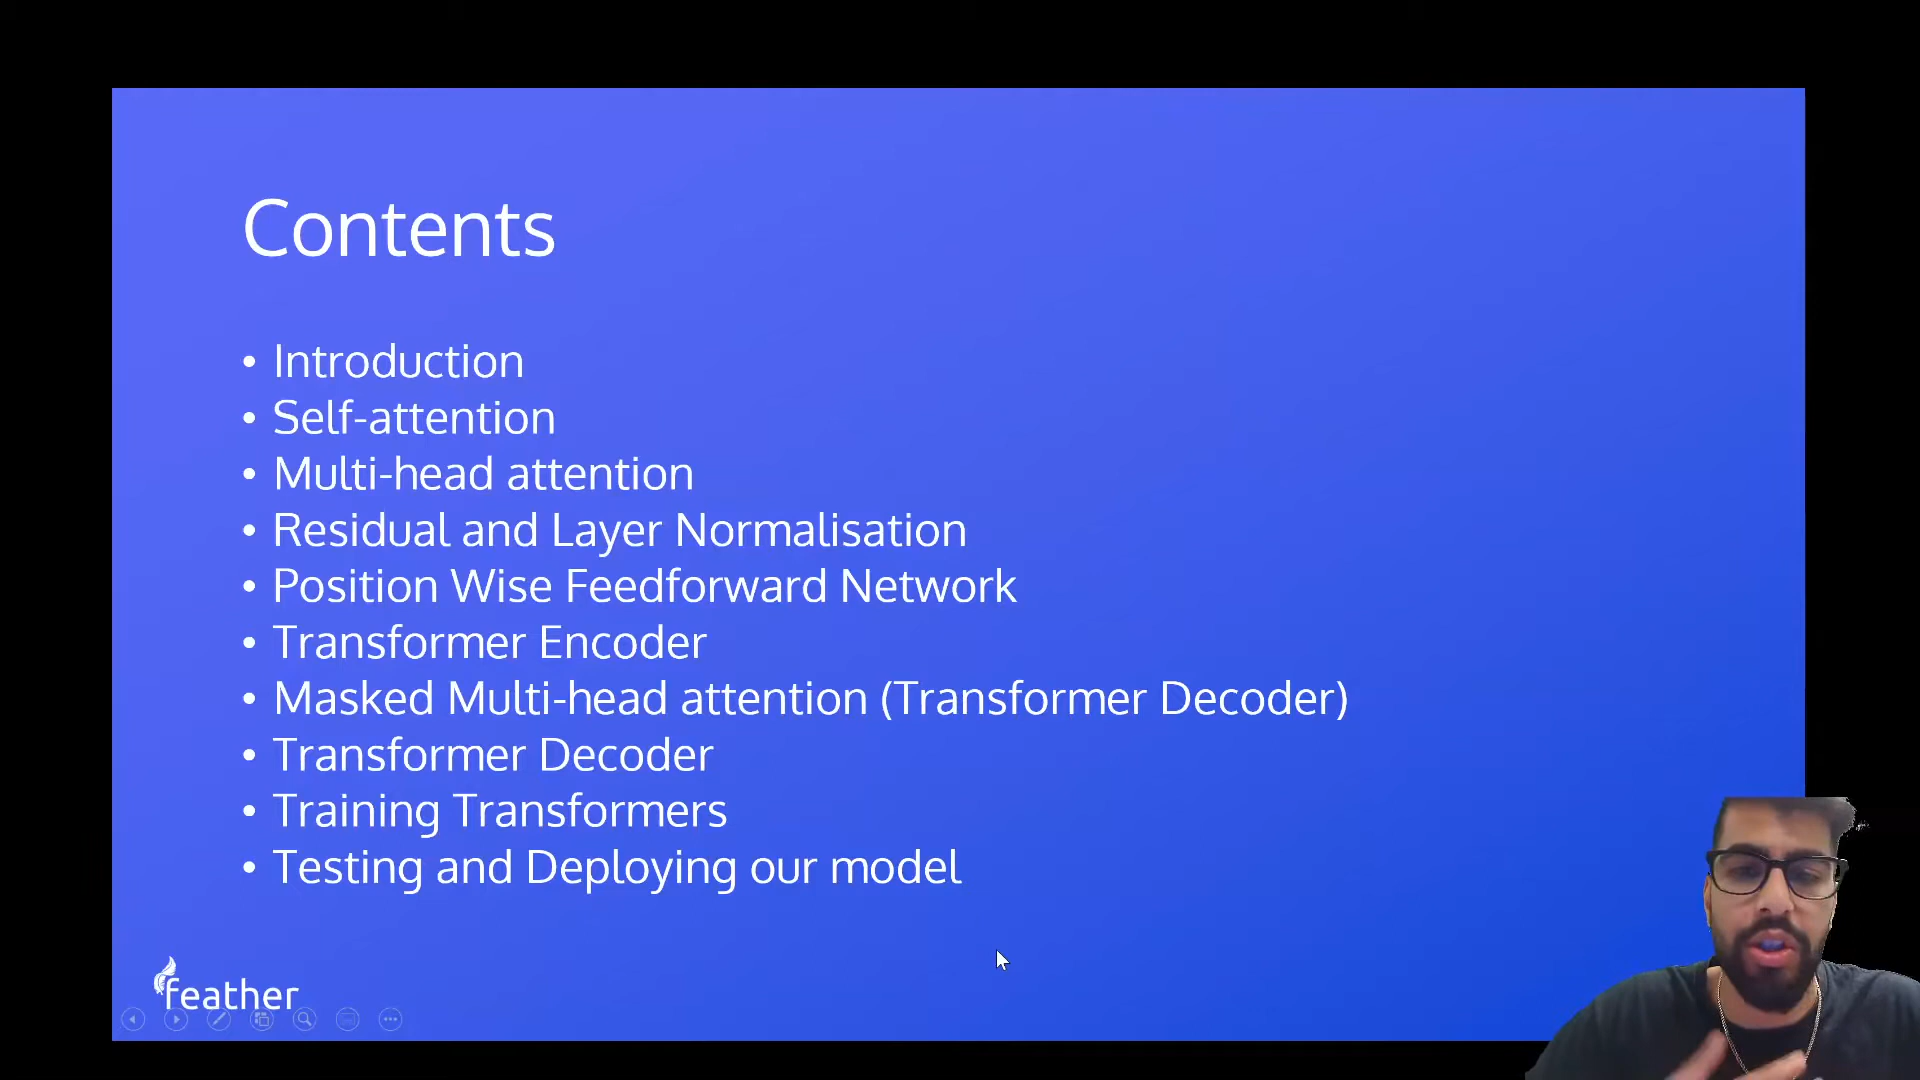 Contents
• Introduction
• Self-attention
• Multi-head attention
• Residual and Layer Normalisation
• Position Wise Feedforward Network
• Transformer Encoder
• Masked Multi-head attention (Transformer Decoder)
• Transformer Decoder
• Training Transformers
• Testing and Deploying our model
feather